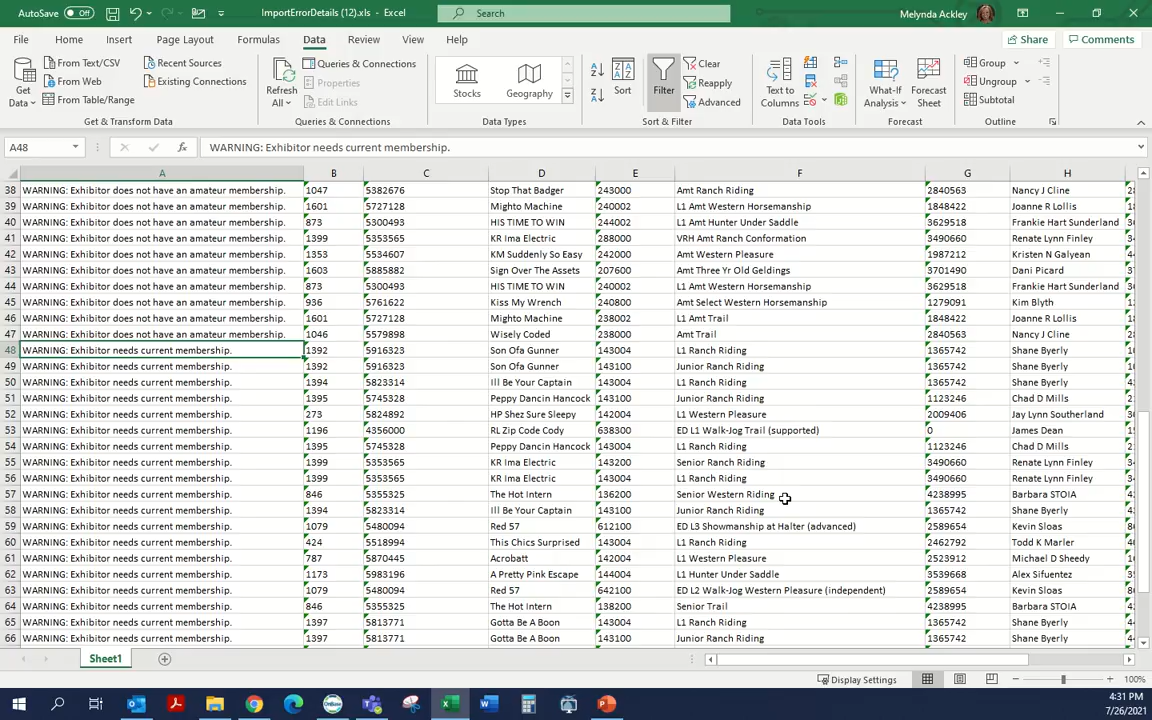 AutoSave Off ImportErrorDetails (12).xls - Excel Search Melynda Ackley
File Home Insert Page Layout Formulas Data Review View Help Share Comments
Get Data From Text/CSV From Web From Table/Range Recent Sources Existing Connections Refresh All Queries & Connections Properties Edit Links Stocks Geography Sort Filter Clear Reapply Advanced Text to Columns What-If Analysis Forecast Sheet Group Ungroup Subtotal
Get & Transform Data Queries & Connections Data Types Sort & Filter Data Tools Forecast Outline
A48 fx WARNING: Exhibitor needs current membership.
A B C D E F G H
38 WARNING: Exhibitor does not have an amateur membership. 1047 5382676 Stop That Badger 243000 Amt Ranch Riding 2840563 Nancy J Cline
39 WARNING: Exhibitor does not have an amateur membership. 1601 5727128 Mighto Machine 240002 L1 Amt Western Horsemanship 1848422 Joanne R Lollis
40 WARNING: Exhibitor does not have an amateur membership. 873 5300493 HIS TIME TO WIN 244002 L1 Amt Hunter Under Saddle 3629518 Frankie Hart Sunderland
41 WARNING: Exhibitor does not have an amateur membership. 1399 5353565 KR Ima Electric 288000 VRH Amt Ranch Conformation 3490660 Renate Lynn Finley
42 WARNING: Exhibitor does not have an amateur membership. 1353 5534607 KM Suddenly So Easy 242000 Amt Western Pleasure 1987212 Kristen N Galyean
43 WARNING: Exhibitor does not have an amateur membership. 1603 5885882 Sign Over The Assets 207600 Amt Three Yr Old Geldings 3701490 Dani Picard
44 WARNING: Exhibitor does not have an amateur membership. 873 5300493 HIS TIME TO WIN 240002 L1 Amt Western Horsemanship 3629518 Frankie Hart Sunderland
45 WARNING: Exhibitor does not have an amateur membership. 936 5761622 Kiss My Wrench 240800 Amt Select Western Horsemanship 1279091 Kim Blyth
46 WARNING: Exhibitor does not have an amateur membership. 1601 5727128 Mighto Machine 238002 L1 Amt Trail 1848422 Joanne R Lollis
47 WARNING: Exhibitor does not have an amateur membership. 1046 5579898 Wisely Coded 238000 Amt Trail 2840563 Nancy J Cline
48 WARNING: Exhibitor needs current membership. 1392 5916323 Son Ofa Gunner 143004 L1 Ranch Riding 1365742 Shane Byerly
49 WARNING: Exhibitor needs current membership. 1392 5916323 Son Ofa Gunner 143100 Junior Ranch Riding 1365742 Shane Byerly
50 WARNING: Exhibitor needs current membership. 1394 5823314 Ill Be Your Captain 143004 L1 Ranch Riding 1365742 Shane Byerly
51 WARNING: Exhibitor needs current membership. 1395 5745328 Peppy Dancin Hancock 143100 Junior Ranch Riding 1123246 Chad D Mills
52 WARNING: Exhibitor needs current membership. 273 5824892 HP Shez Sure Sleepy 142004 L1 Western Pleasure 2009406 Jay Lynn Southerland
53 WARNING: Exhibitor needs current membership. 1196 4356000 RL Zip Code Cody 638300 ED L1 Walk-Jog Trail (supported) 0 James Dean
54 WARNING: Exhibitor needs current membership. 1395 5745328 Peppy Dancin Hancock 143004 L1 Ranch Riding 1123246 Chad D Mills
55 WARNING: Exhibitor needs current membership. 1399 5353565 KR Ima Electric 143200 Senior Ranch Riding 3490660 Renate Lynn Finley
56 WARNING: Exhibitor needs current membership. 1399 5353565 KR Ima Electric 143004 L1 Ranch Riding 3490660 Renate Lynn Finley
57 WARNING: Exhibitor needs current membership. 846 5355325 The Hot Intern 136200 Senior Western Riding 4238995 Barbara STOIA
58 WARNING: Exhibitor needs current membership. 1394 5823314 Ill Be Your Captain 143100 Junior Ranch Riding 1365742 Shane Byerly
59 WARNING: Exhibitor needs current membership. 1079 5480094 Red 57 612100 ED L3 Showmanship at Halter (advanced) 2589654 Kevin Sloas
60 WARNING: Exhibitor needs current membership. 424 5518994 This Chics Surprised 143004 L1 Ranch Riding 2462792 Todd K Marler
61 WARNING: Exhibitor needs current membership. 787 5870445 Acrobatt 142004 L1 Western Pleasure 2523912 Michael D Sheedy
62 WARNING: Exhibitor needs current membership. 1173 5983196 A Pretty Pink Escape 144004 L1 Hunter Under Saddle 3539668 Alex Sifuentez
63 WARNING: Exhibitor needs current membership. 1079 5480094 Red 57 642100 ED L2 Walk-Jog Western Pleasure (independent) 2589654 Kevin Sloas
64 WARNING: Exhibitor needs current membership. 846 5355325 The Hot Intern 138200 Senior Trail 4238995 Barbara STOIA
65 WARNING: Exhibitor needs current membership. 1397 5813771 Gotta Be A Boon 143004 L1 Ranch Riding 1365742 Shane Byerly
66 WARNING: Exhibitor needs current membership. 1397 5813771 Gotta Be A Boon 143100 Junior Ranch Riding 1365742 Shane Byerly
Sheet1
Display Settings 100%
4:31 PM
7/26/2021